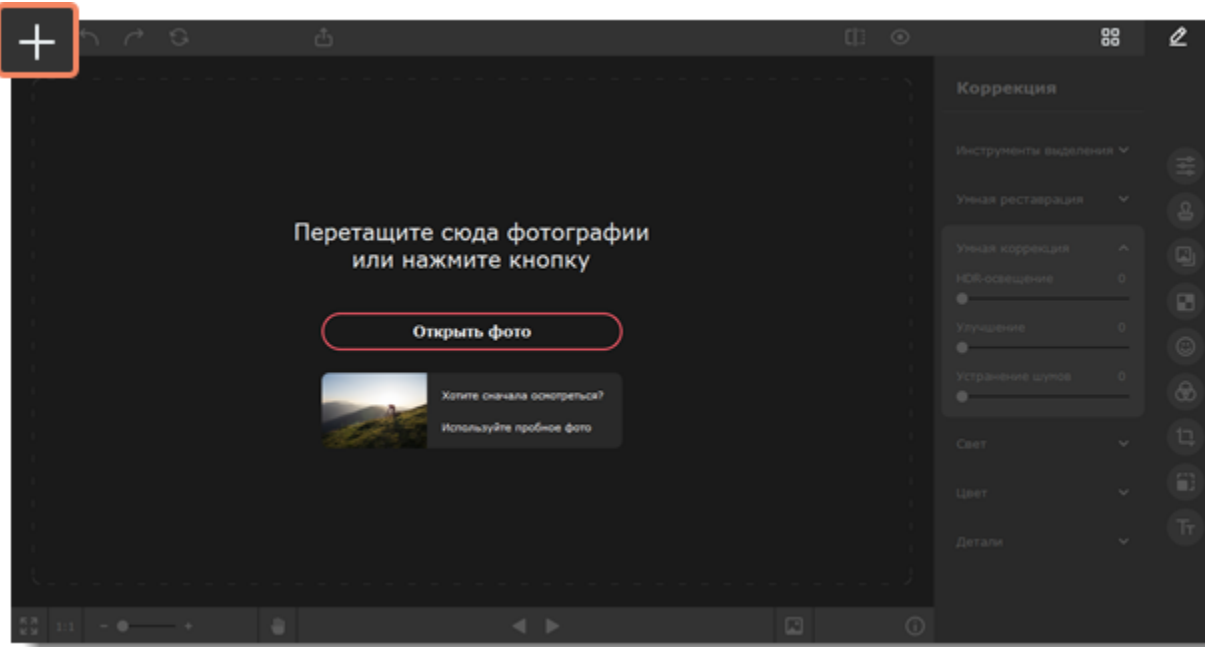 Коррекция
Инструменты выделения
Умная реставрация
Умная коррекция
HDR-освещение 0
Улучшение 0
Устранение шумов 0
Свет
Цвет
Детали
Перетащите сюда фотографии
или нажмите кнопку
Открыть фото
Хотите сначала осмотреться?
Используйте пробное фото
1:1
Тт